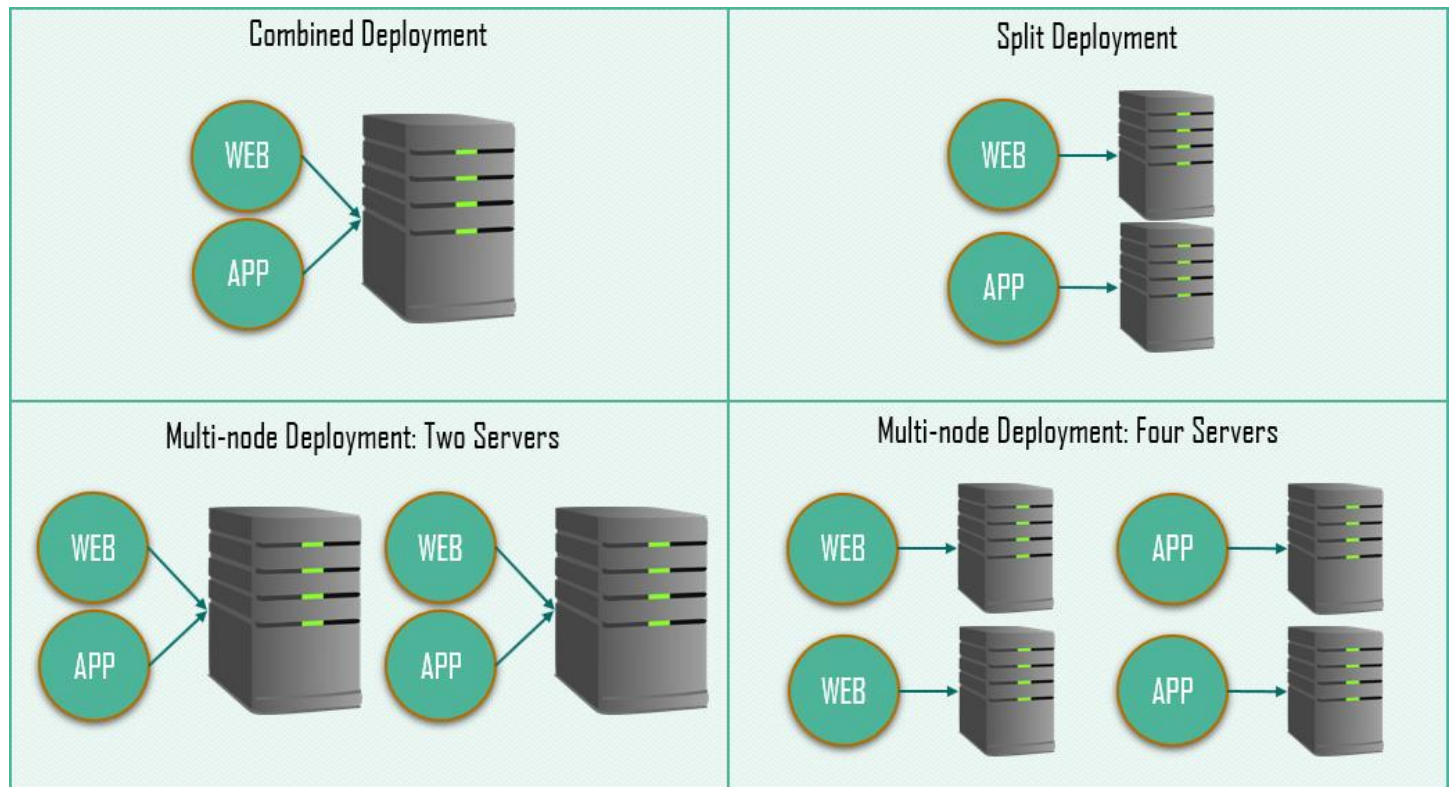 Combined Deployment
WEB
APP
Split Deployment
WEB
APP
Multi-node Deployment: Two Servers
WEB
WEB
APP
APP
Multi-node Deployment: Four Servers
WEB
APP
WEB
APP